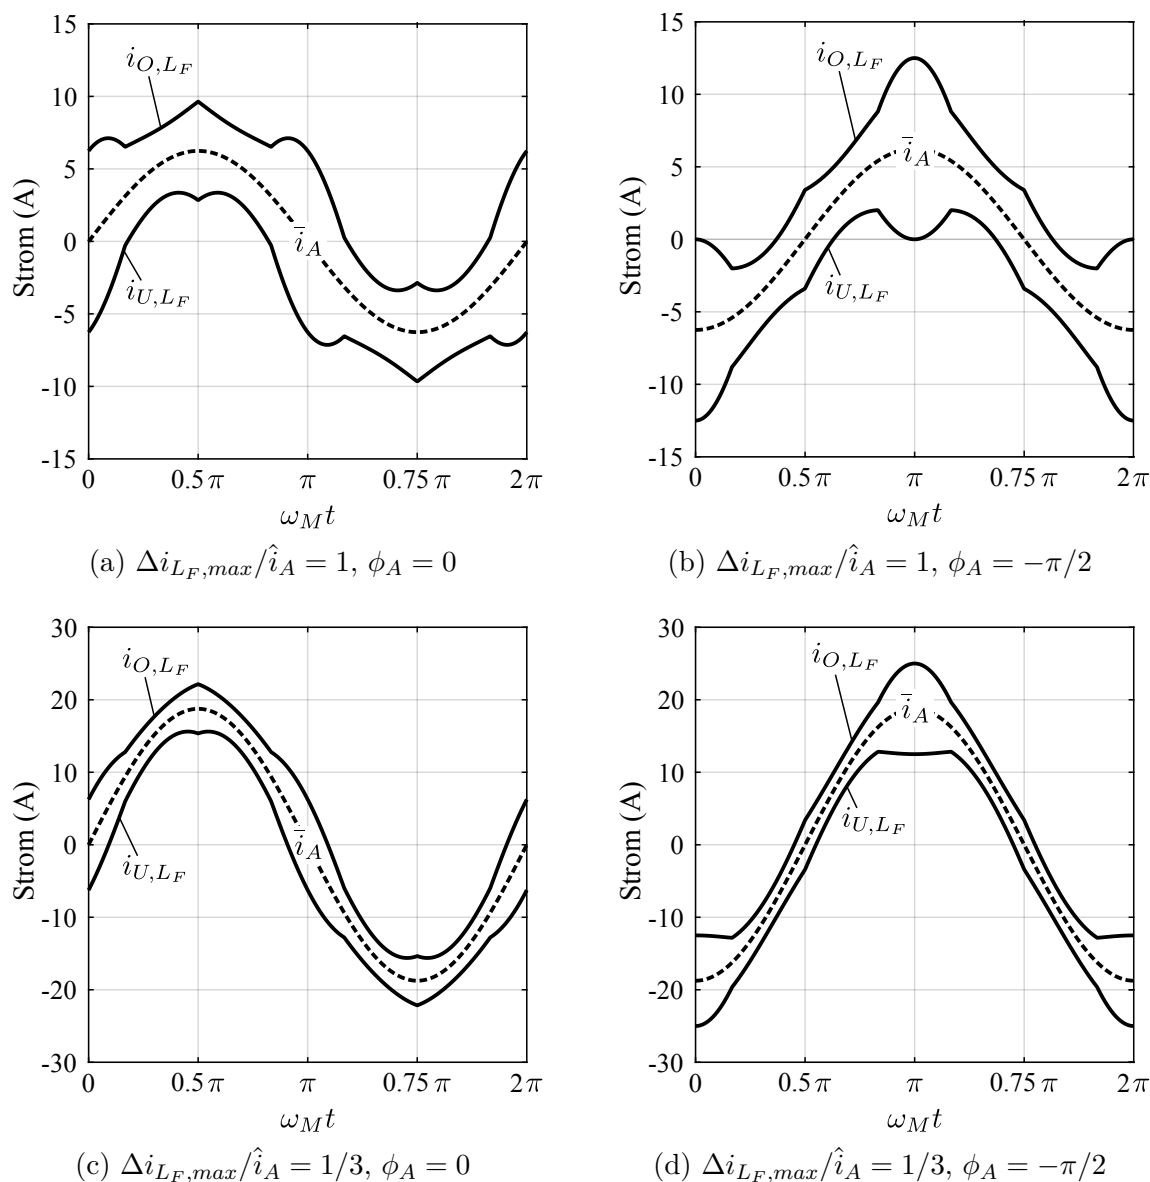 15
10
5
0
-5
-10
-15
Strom (A)
i_{O,L_F}
i_{U,L_F}
\bar{i}_A
0
0.5π
π
0.75π
2π
ω_M t
(a) Δi_{L_F,max}/î_A = 1, ϕ_A = 0
15
10
5
0
-5
-10
-15
Strom (A)
i_{O,L_F}
\bar{i}_A
i_{U,L_F}
0
0.5π
π
0.75π
2π
ω_M t
(b) Δi_{L_F,max}/î_A = 1, ϕ_A = −π/2
30
20
10
0
-10
-20
-30
Strom (A)
i_{O,L_F}
\bar{i}_A
i_{U,L_F}
0
0.5π
π
0.75π
2π
ω_M t
(c) Δi_{L_F,max}/î_A = 1/3, ϕ_A = 0
30
20
10
0
-10
-20
-30
Strom (A)
i_{O,L_F}
\bar{i}_A
i_{U,L_F}
0
0.5π
π
0.75π
2π
ω_M t
(d) Δi_{L_F,max}/î_A = 1/3, ϕ_A = −π/2